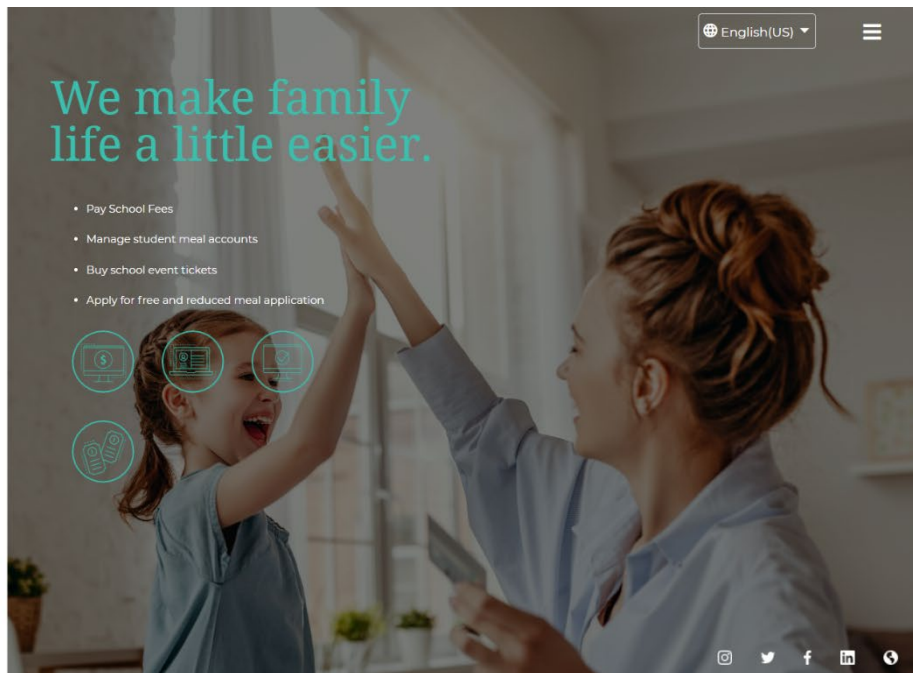 English(US)
We make family
life a little easier.
Pay School Fees
Manage student meal accounts
Buy school event tickets
Apply for free and reduced meal application